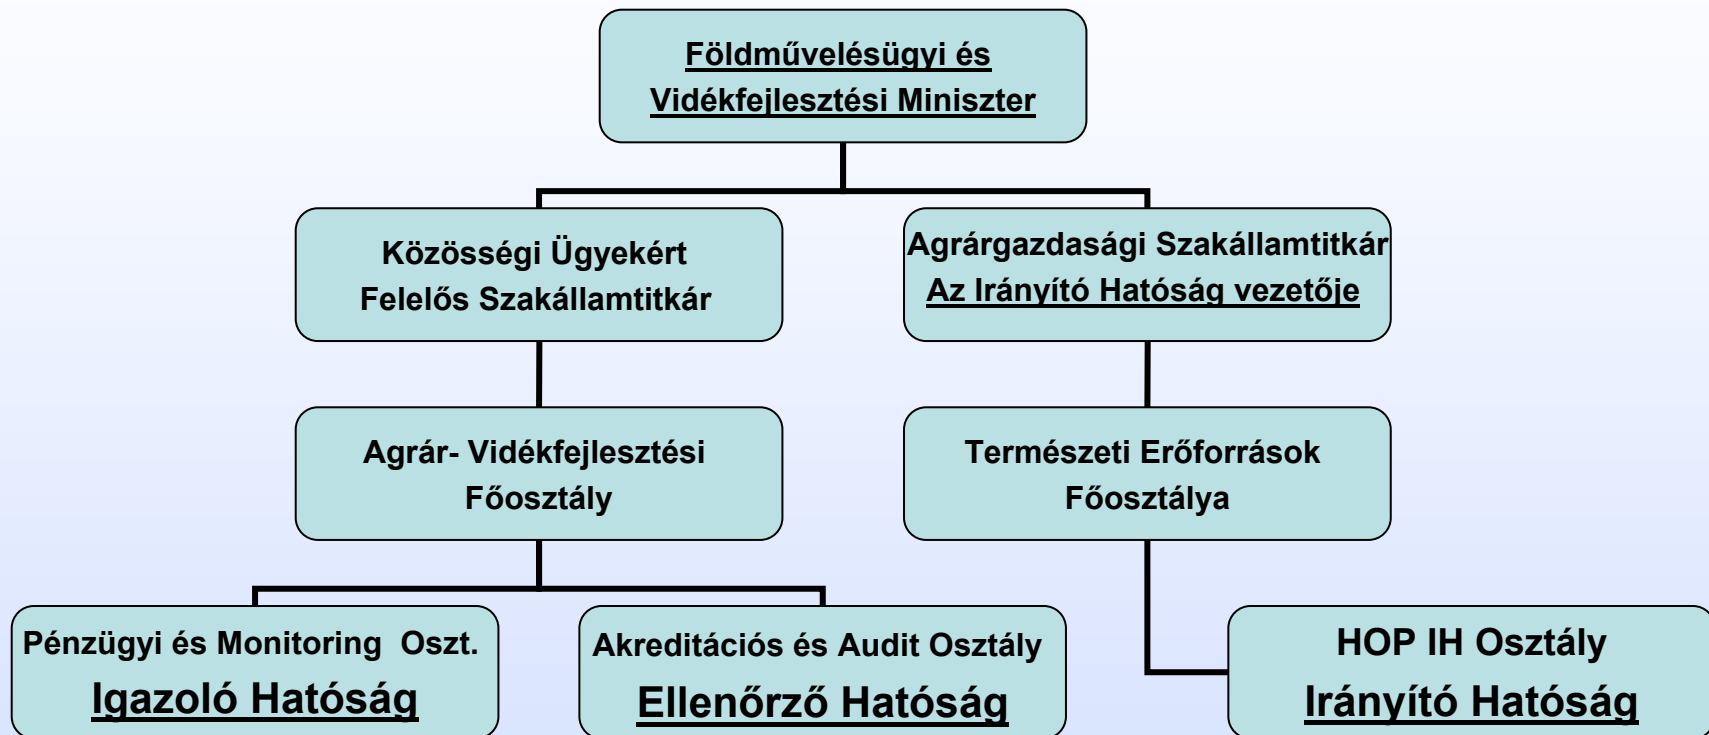 Földművelésügyi és
Vidékfejlesztési Miniszter
Közösségi Ügyekért
Felelős Szakállamtitkár
Agrárgazdasági Szakállamtitkár
Az Irányító Hatóság vezetője
Agrár- Vidékfejlesztési
Főosztály
Természeti Erőforrások
Főosztálya
Pénzügyi és Monitoring Oszt.
Igazoló Hatóság
Akreditációs és Audit Osztály
Ellenőrző Hatóság
HOP IH Osztály
Irányító Hatóság